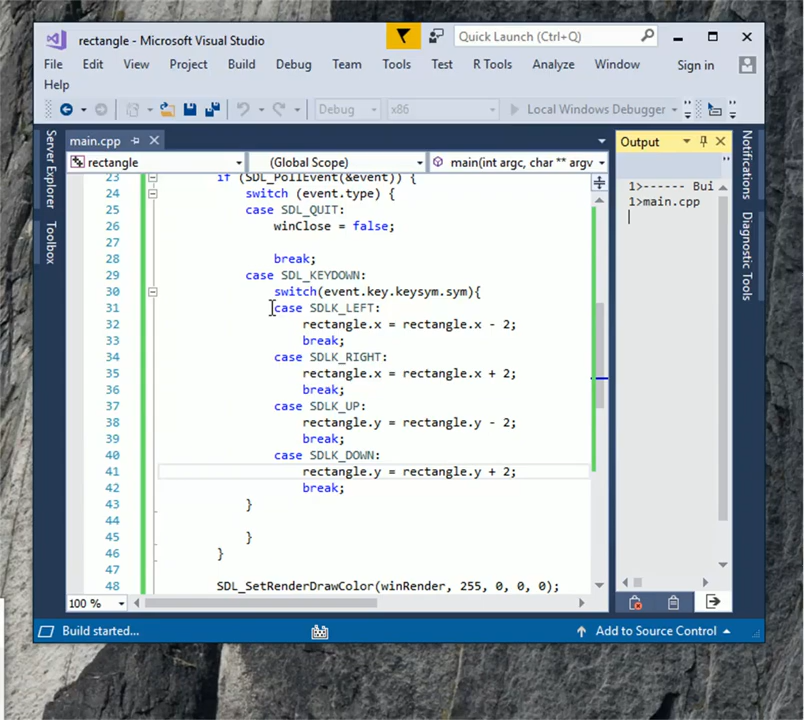 rectangle - Microsoft Visual Studio
Quick Launch (Ctrl+Q)
File Edit View Project Build Debug Team Tools Test R Tools Analyze Window Sign in
Help
Debug x86 Local Windows Debugger
Server Explorer
Toolbox
main.cpp
rectangle (Global Scope) main(int argc, char ** argv
23 if (SDL_PollEvent(&event)) {
24 switch (event.type) {
25 case SDL_QUIT:
26 winClose = false;
27
28 break;
29 case SDL_KEYDOWN:
30 switch(event.key.keysym.sym){
31 case SDLK_LEFT:
32 rectangle.x = rectangle.x - 2;
33 break;
34 case SDLK_RIGHT:
35 rectangle.x = rectangle.x + 2;
36 break;
37 case SDLK_UP:
38 rectangle.y = rectangle.y - 2;
39 break;
40 case SDLK_DOWN:
41 rectangle.y = rectangle.y + 2;
42 break;
43 }
44
45 }
46 }
47
48 SDL_SetRenderDrawColor(winRender, 255, 0, 0, 0);
100 %
Output
1>------ Bui
1>main.cpp
Notifications
Diagnostic Tools
Build started...
Add to Source Control